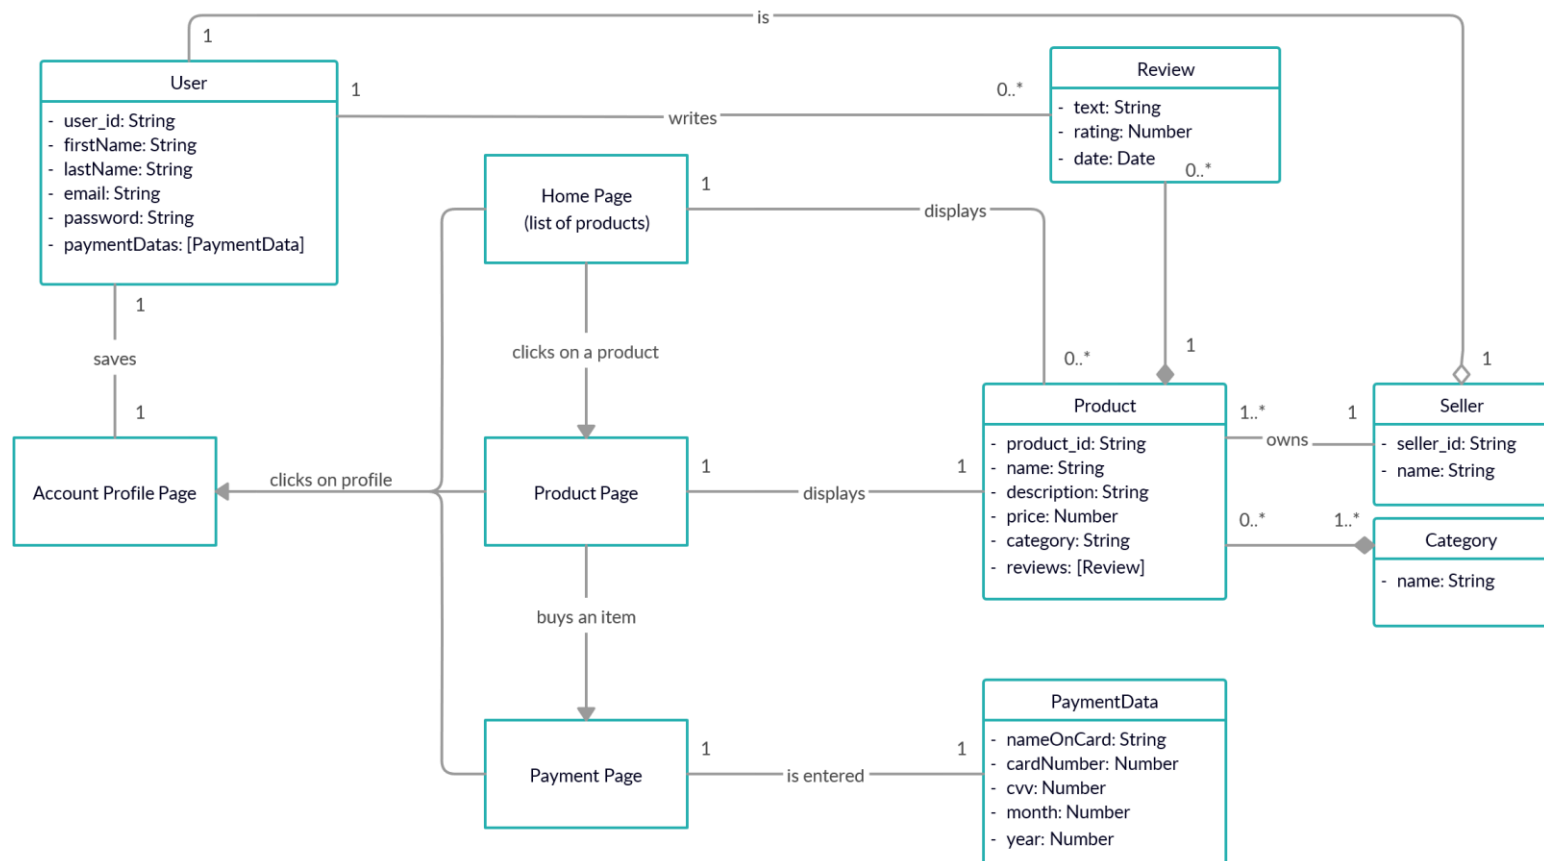 is
1
User
- user_id: String
- firstName: String
- lastName: String
- email: String
- password: String
- paymentDatas: [PaymentData]
1
writes
0..*
Review
- text: String
- rating: Number
- date: Date
0..*
1
Home Page
(list of products)
1
displays
0..*
clicks on a product
1
saves
1
Account Profile Page
clicks on profile
Product Page
1
displays
1
Product
- product_id: String
- name: String
- description: String
- price: Number
- category: String
- reviews: [Review]
1..*
owns
1
1
Seller
- seller_id: String
- name: String
0..*
1..*
Category
- name: String
buys an item
Payment Page
1
is entered
1
PaymentData
- nameOnCard: String
- cardNumber: Number
- cvv: Number
- month: Number
- year: Number